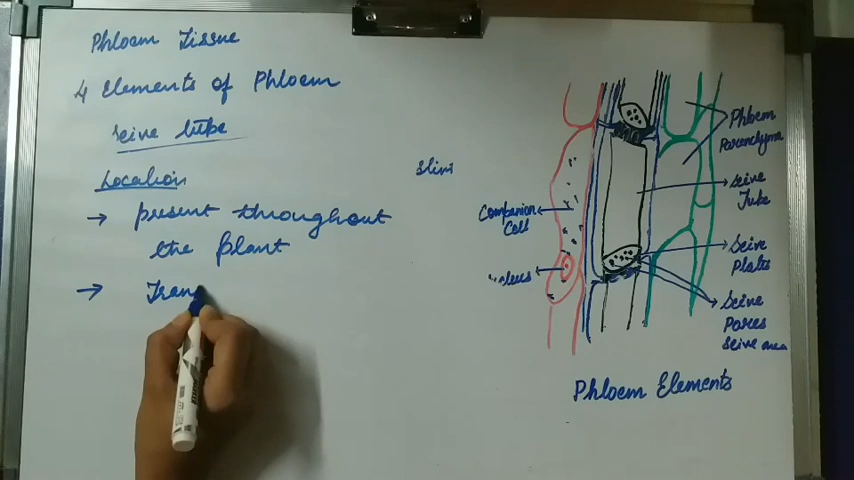 Phloem Tissue
4 Elements of Phloem
Seive tube
Location
→ present throughout
the plant
→ Tran
slivi
Companion
Cell
Phloem
parenchyma
Seive
Tube
Seive
Plate
Seive
Pores
seive area
Phloem Elements